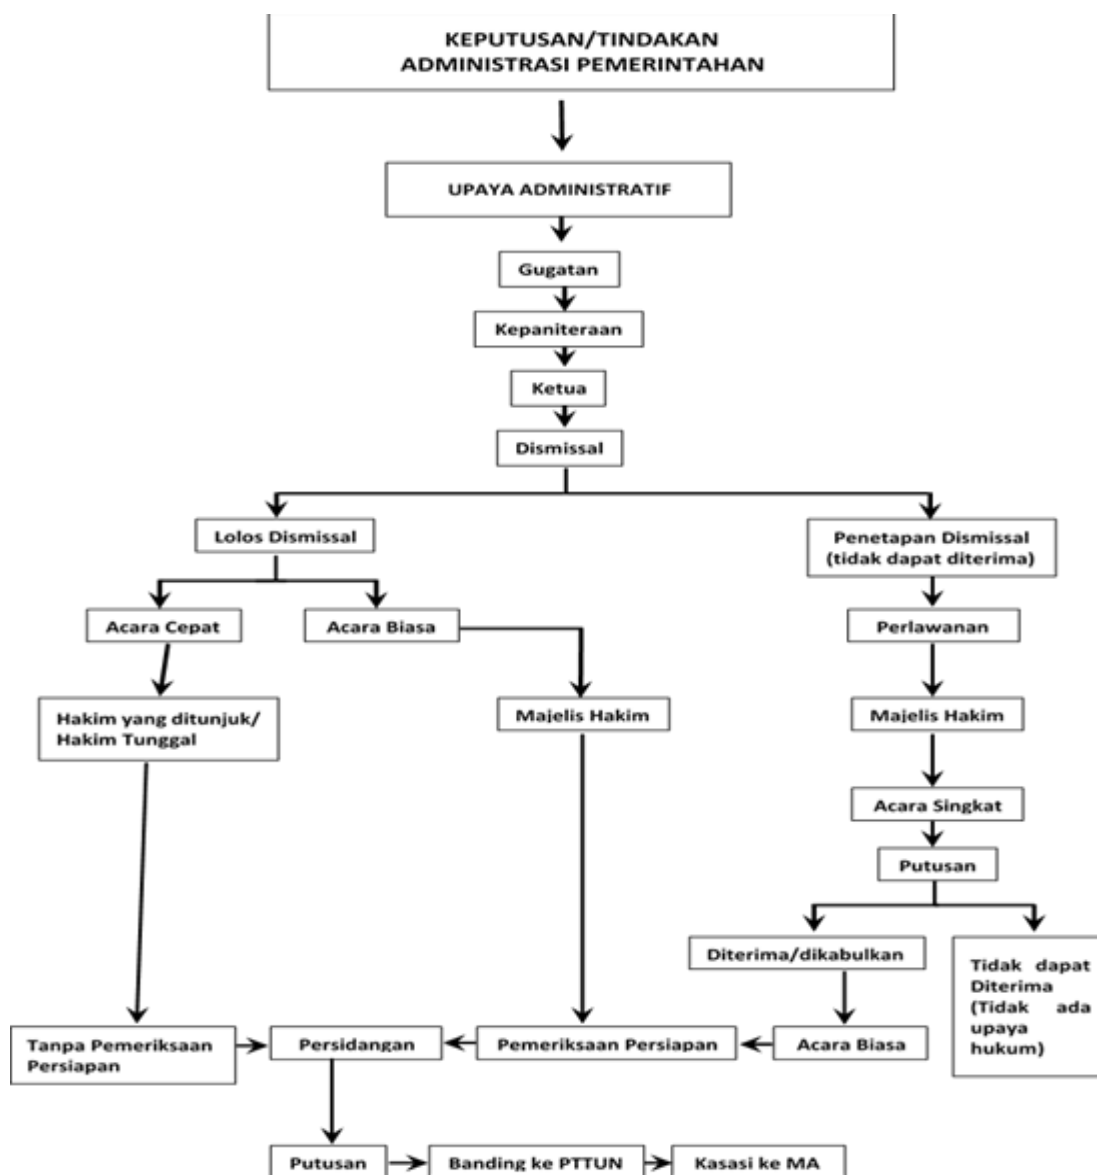 KEPUTUSAN/TINDAKAN
ADMINISTRASI PEMERINTAHAN
UPAYA ADMINISTRATIF
Gugatan
Kepaniteraan
Ketua
Dismissal
Lolos Dismissal
Penetapan Dismissal
(tidak dapat diterima)
Acara Cepat
Acara Biasa
Perlawanan
Hakim yang ditunjuk/
Hakim Tunggal
Majelis Hakim
Majelis Hakim
Acara Singkat
Putusan
Diterima/dikabulkan
Tidak dapat
Diterima
(Tidak ada
upaya
hukum)
Tanpa Pemeriksaan
Persiapan
Persidangan
Pemeriksaan Persiapan
Acara Biasa
Putusan
Banding ke PTTUN
Kasasi ke MA